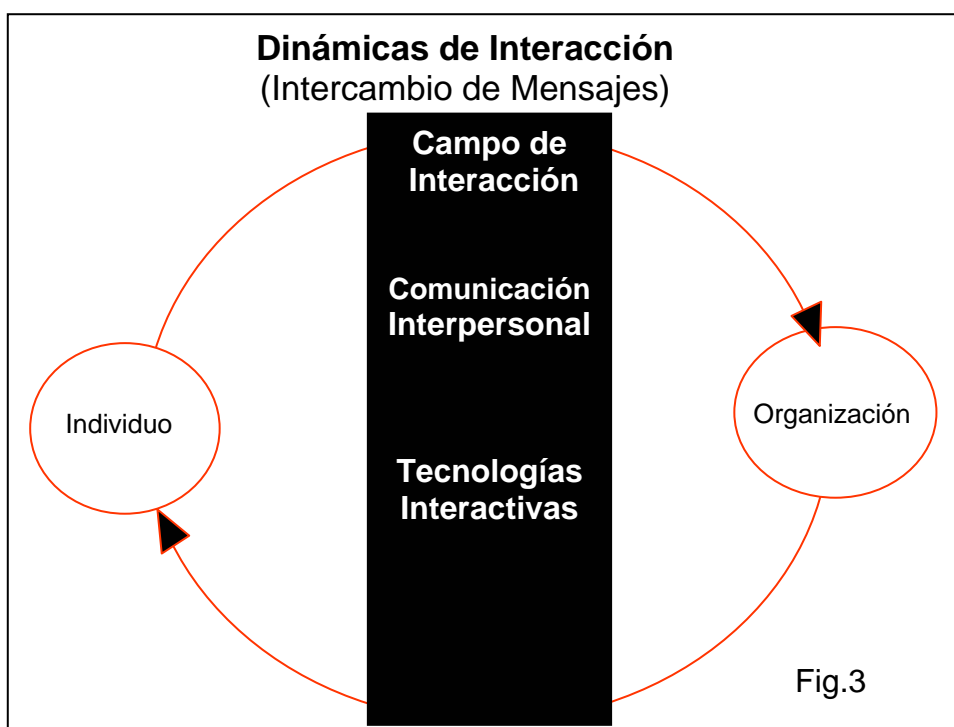 Dinámicas de Interacción
(Intercambio de Mensajes)
Campo de
Interacción
Comunicación
Interpersonal
Individuo
Organización
Tecnologías
Interactivas
Fig.3